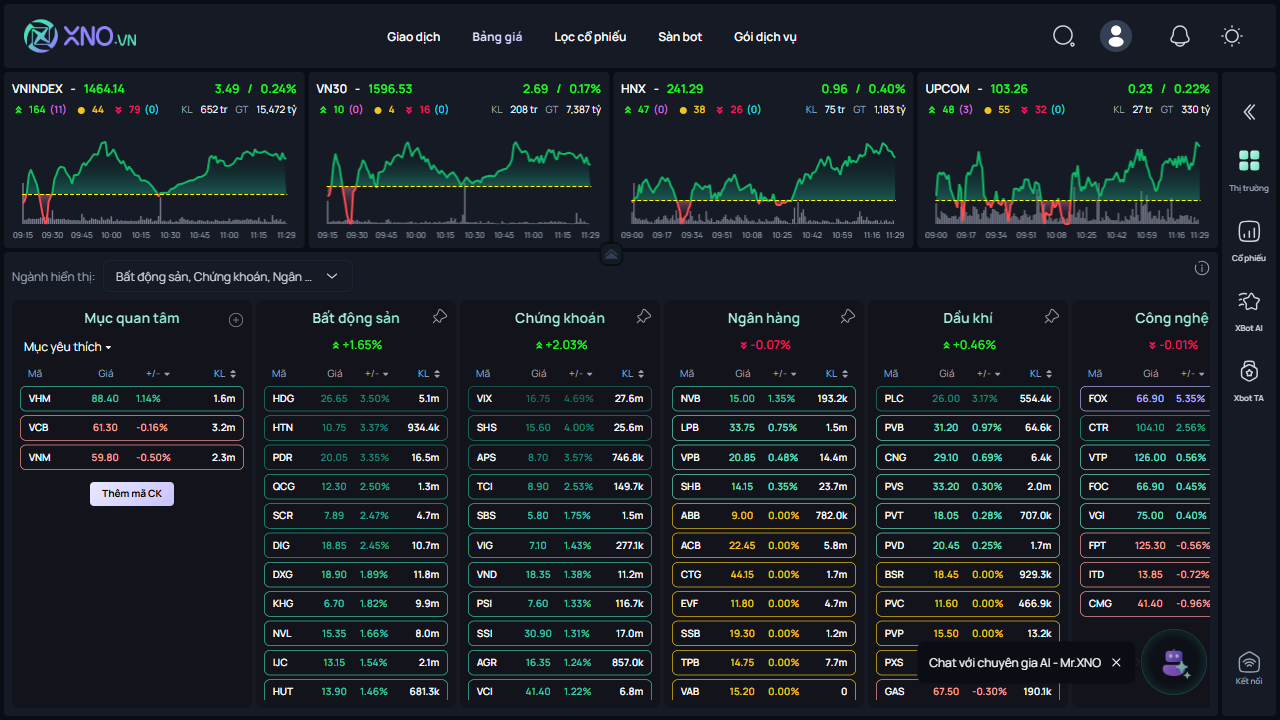 XNO.VN
Giao dịch Bảng giá Lọc cổ phiếu Sàn bot Gói dịch vụ
VNINDEX - 1464.14 3.49 / 0.24%
164 (11) 44 79 (0) KL 652 tr GT 15,472 tỷ
09:15 09:30 09:45 10:00 10:15 10:45 11:00 11:15 11:29
VN30 - 1596.53 2.69 / 0.17%
10 (0) 4 16 (0) KL 208 tr GT 7,387 tỷ
09:15 09:30 09:45 10:00 10:15 10:45 11:00 11:15 11:29
HNX - 241.29 0.96 / 0.40%
47 (0) 38 26 (0) KL 75 tr GT 1,183 tỷ
09:00 09:17 09:34 09:51 10:08 10:25 10:42 10:59 11:16 11:29
UPCOM - 103.26 0.23 / 0.22%
48 (3) 55 32 (0) KL 27 tr GT 330 tỷ
09:00 09:17 09:34 09:51 10:08 10:25 10:42 10:59 11:16 11:29
Ngành hiển thị: Bất động sản, Chứng khoán, Ngân ...
Mục quan tâm
Mục yêu thích
Mã Giá +/- KL
VHM 88.40 1.14% 1.6m
VCB 61.30 -0.16% 3.2m
VNM 59.80 -0.50% 2.3m
Thêm mã CK
Bất động sản
+1.65%
Mã Giá +/- KL
HDG 26.65 3.50% 5.1m
HTN 10.75 3.37% 934.4k
PDR 20.05 3.35% 16.5m
QCG 12.30 2.50% 1.3m
SCR 7.89 2.47% 4.7m
DIG 18.85 2.45% 10.7m
DXG 18.90 1.89% 11.8m
KHG 6.70 1.82% 9.9m
NVL 15.35 1.66% 8.0m
IJC 13.15 1.54% 2.1m
HUT 13.90 1.46% 681.3k
Chứng khoán
+2.03%
Mã Giá +/- KL
VIX 16.75 4.69% 27.6m
SHS 15.60 4.00% 25.6m
APS 8.70 3.57% 746.8k
TCI 8.90 2.53% 149.7k
SBS 5.80 1.75% 1.5m
VIG 7.10 1.43% 277.1k
VND 18.35 1.38% 11.2m
PSI 7.60 1.33% 116.7k
SSI 30.90 1.31% 17.0m
AGR 16.35 1.24% 857.0k
VCI 41.40 1.22% 6.8m
Ngân hàng
-0.07%
Mã Giá +/- KL
NVB 15.00 1.35% 193.2k
LPB 33.75 0.75% 1.5m
VPB 20.85 0.48% 14.4m
SHB 14.15 0.35% 23.7m
ABB 9.00 0.00% 782.0k
ACB 22.45 0.00% 5.8m
CTG 44.15 0.00% 1.7m
EVF 11.80 0.00% 4.7m
SSB 19.30 0.00% 1.2m
TPB 14.75 0.00% 7.7m
VAB 15.20 0.00% 0
Dầu khí
+0.46%
Mã Giá +/- KL
PLC 26.00 3.17% 554.4k
PVB 31.20 0.97% 64.6k
CNG 29.10 0.69% 6.4k
PVS 33.20 0.30% 2.0m
PVT 18.05 0.28% 707.0k
PVD 20.45 0.25% 1.7m
BSR 18.45 0.00% 929.3k
PVC 11.60 0.00% 466.9k
PVP 15.50 0.00% 13.2k
PXS
GAS 67.50 -0.30% 190.1k
Công nghệ
-0.01%
Mã Giá +/-
FOX 66.90 5.35%
CTR 104.10 2.56%
VTP 126.00 0.56%
FOC 66.90 0.45%
VGI 75.00 0.40%
FPT 125.30 -0.56%
ITD 13.85 -0.72%
CMG 41.40 -0.96%
Chat với chuyên gia AI - Mr.XNO
Thị trường
Cổ phiếu
XBot AI
Xbot TA
Kết nối